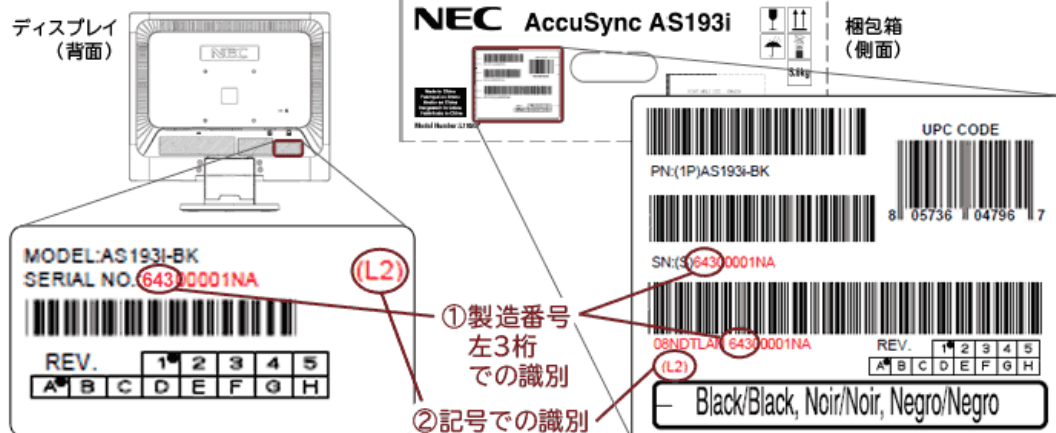 ディスプレイ
（背面）
NEC
NEC AccuSync AS193i
梱包箱
（側面）
5.0kg
MODEL:AS193I-BK
SERIAL NO.:64300001NA
(L2)
REV.
1 2 3 4 5
A B C D E F G H
①製造番号
左3桁
での識別
②記号での識別
PN:(1P)AS193i-BK
UPC CODE
8 05736 04796 7
SN:(S)64300001NA
64300001NA
(L2)
REV.
1 2 3 4 5
A B C D E F G H
Black/Black, Noir/Noir, Negro/Negro